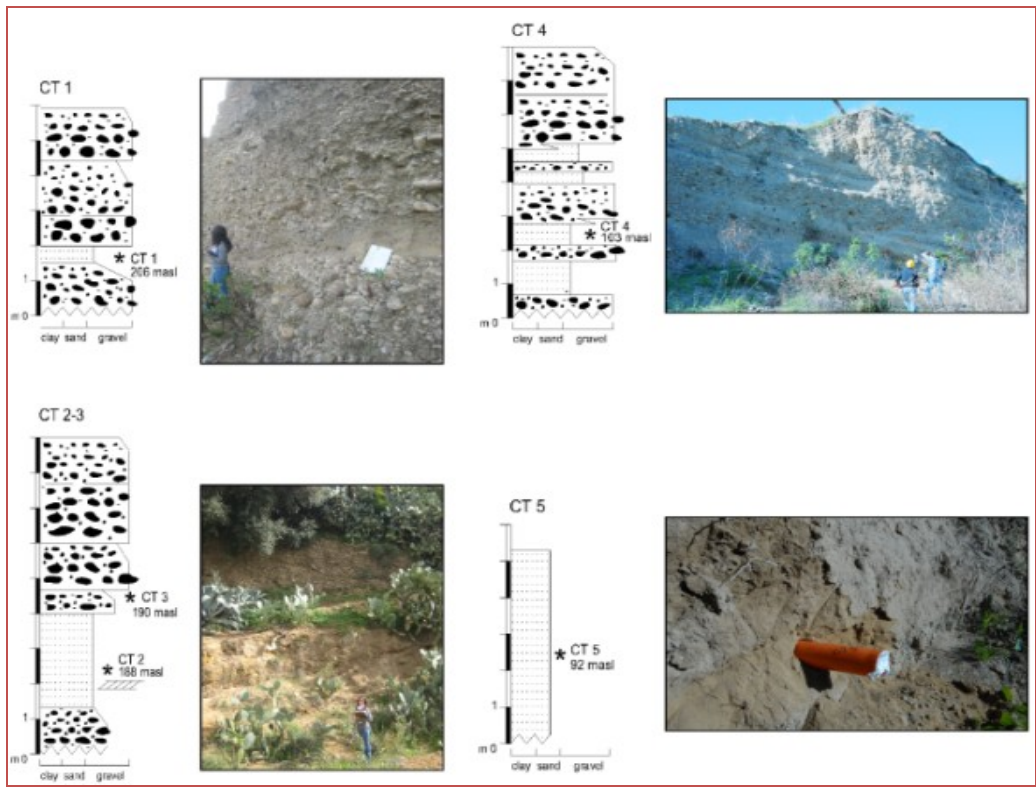 CT 1
CT 1
206 masl
1
m 0
clay sand gravel
CT 4
CT 4
103 masl
1
m 0
clay sand gravel
CT 2-3
CT 3
190 masl
CT 2
188 masl
1
m 0
clay sand gravel
CT 5
CT 5
92 masl
1
m 0
clay sand gravel